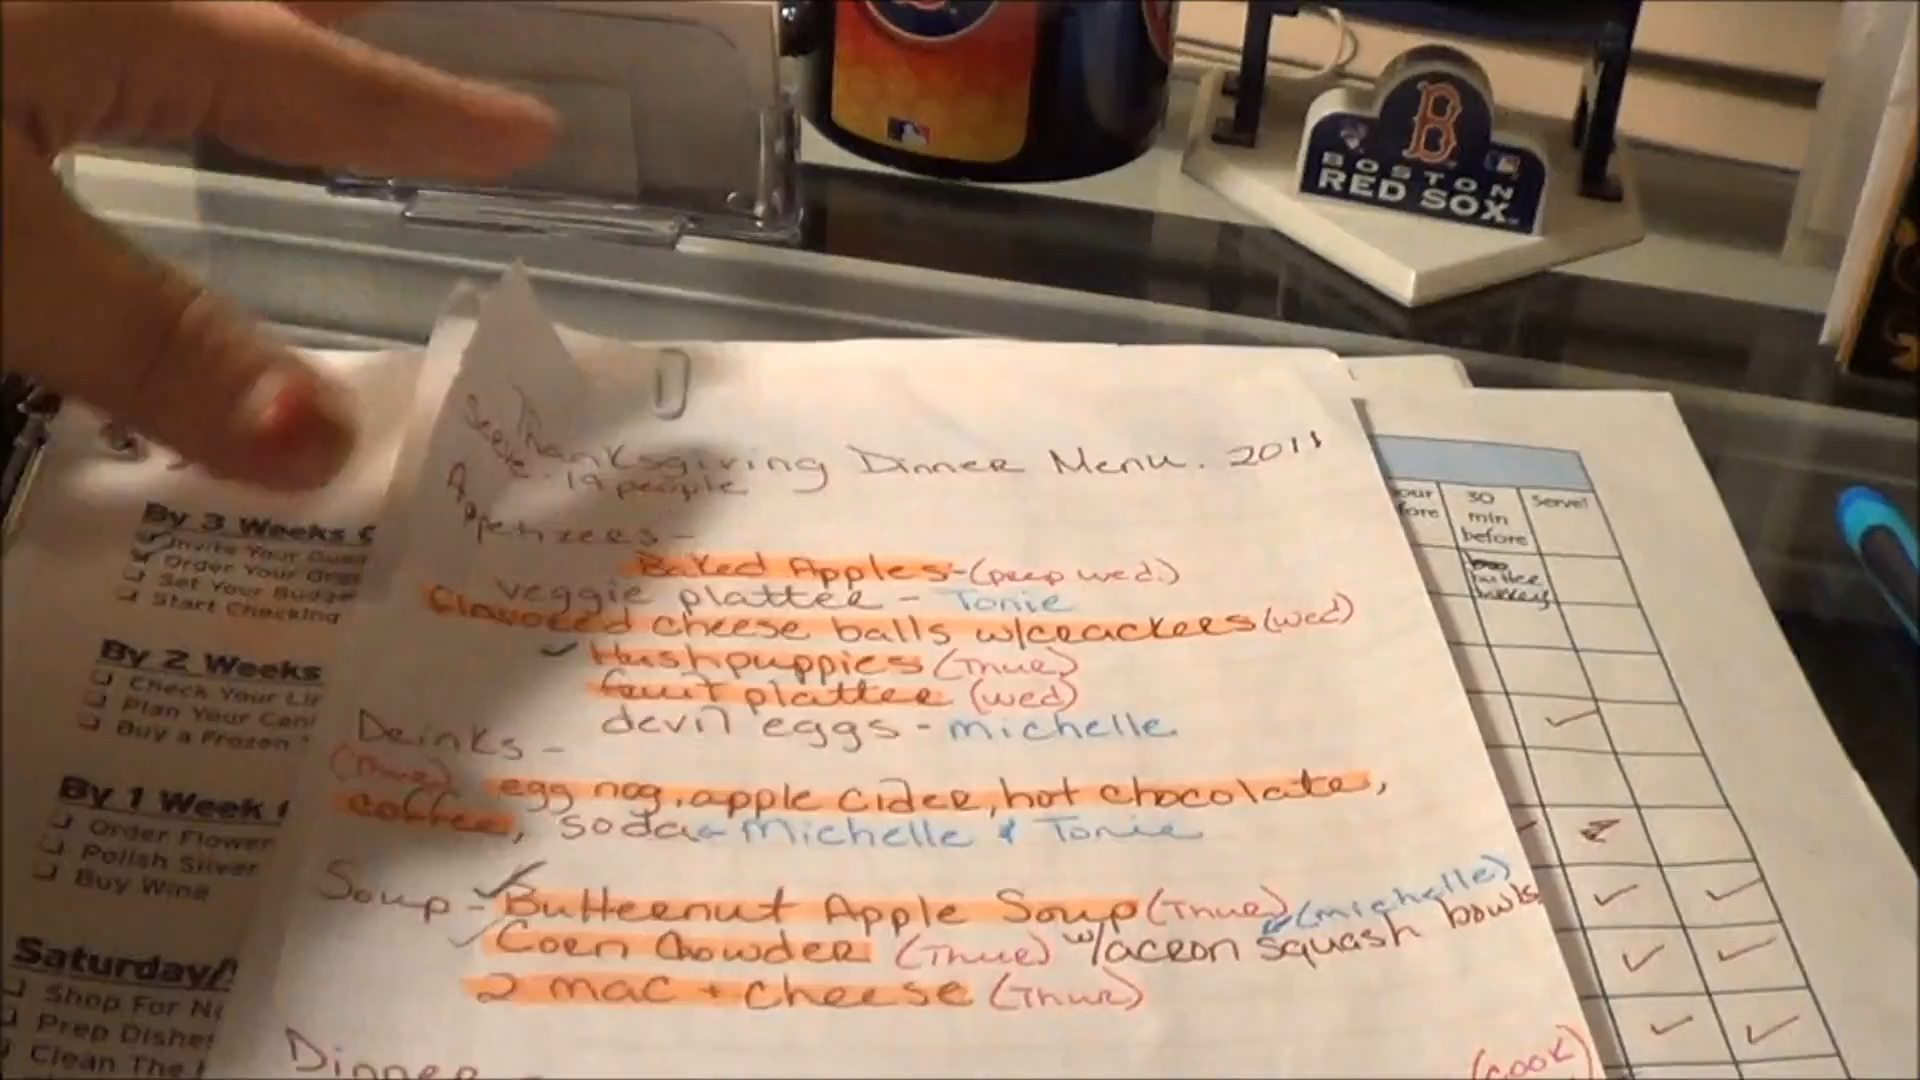 BOSTON
RED SOX
Thanksgiving Dinner Menu. 2011
Serve - 19 people
Appetizers -
Baked Apples - (prep wed.)
veggie platter - Tonie
flavored cheese balls w/crackers (wed)
Hushpuppies (Thur)
fruit platter (wed)
devil eggs - michelle
Drinks -
(Thur) egg nog, apple cider, hot chocolate,
coffee, soda - Michelle & Tonie
Soup - Butternut Apple Soup (Thur) (michelle)
Corn Chowder (Thur) w/acorn squash bowls
2 mac + cheese (Thur)
Dinner -
(cook)
By 3 Weeks
Invite Your
Order Your
Set Your
Start Checking
By 2 Weeks
Check Your
Plan Your
Buy a Frozen
By 1 Week
Order Flower
Polish Silver
Buy Wine
Saturday/
Shop For
Prep Dishes
Clean The
30
min
before
Serve!
turkey